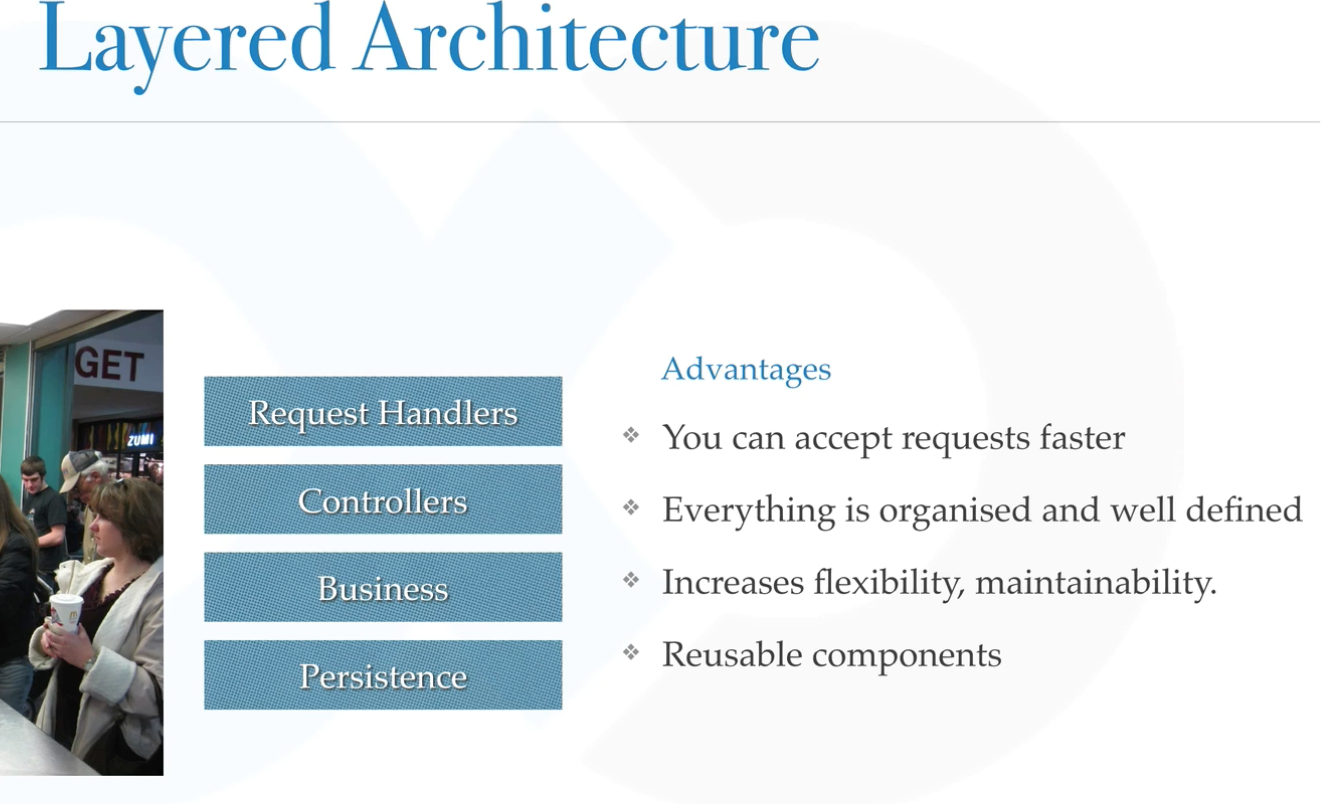 Layered Architecture
GET
ZUMI
Request Handlers
Controllers
Business
Persistence
Advantages
❖ You can accept requests faster
❖ Everything is organised and well defined
❖ Increases flexibility, maintainability.
❖ Reusable components